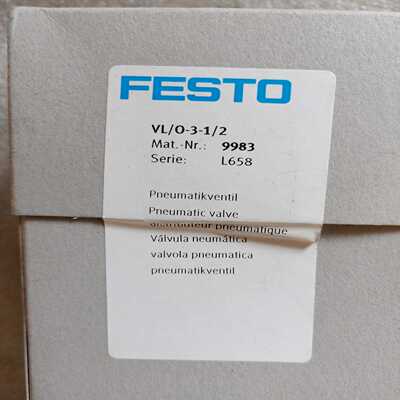 FESTO
VL/O-3-1/2
Mat.-Nr.: 9983
Serie: L658
Pneumatikventil
Pneumatic valve
distributeur pneumatique
Válvula neumática
valvola pneumatica
pneumatikventil